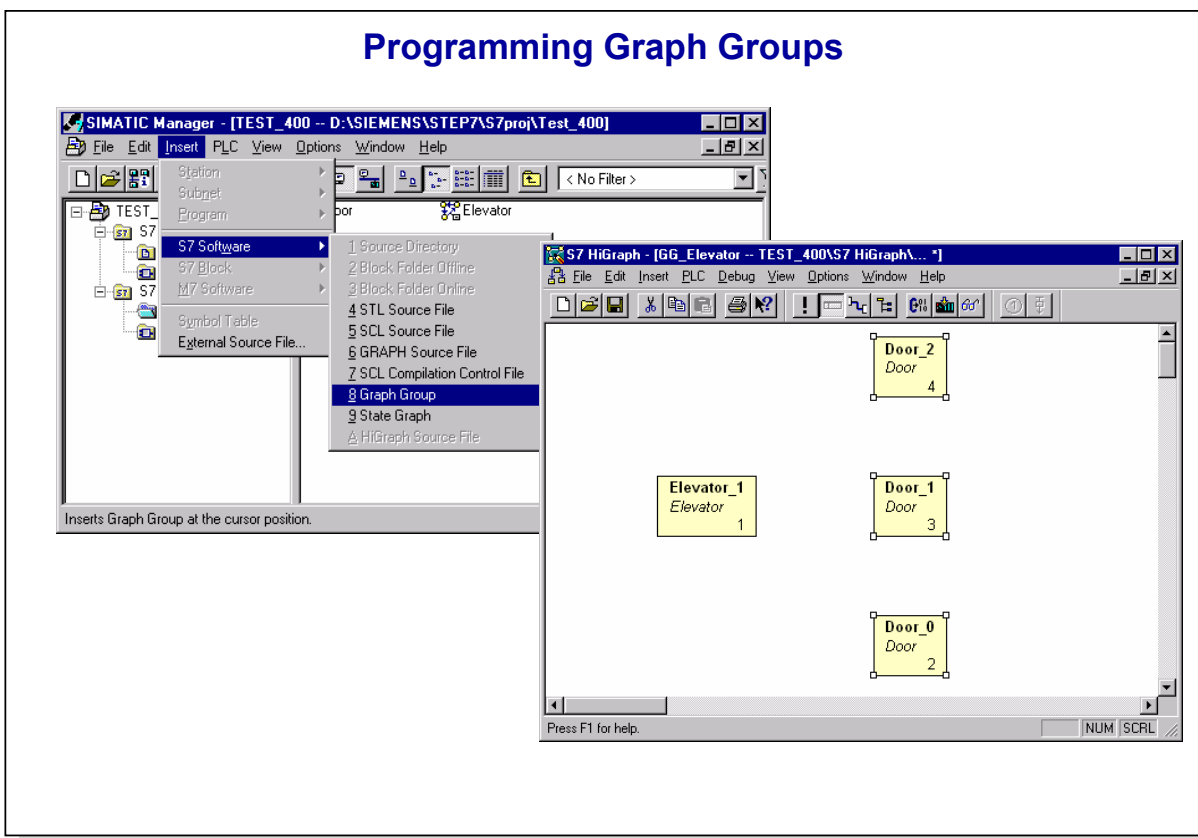 Programming Graph Groups
SIMATIC Manager - [TEST_400 -- D:\SIEMENS\STEP7\S7proj\Test_400]
File Edit Insert PLC View Options Window Help
< No Filter >
Station
Subnet
Program
S7 Software
S7 Block
M7 Software
Symbol Table
External Source File...
TEST_
S7
S7
oor
Elevator
1 Source Directory
2 Block Folder Offline
3 Block Folder Online
4 STL Source File
5 SCL Source File
6 GRAPH Source File
7 SCL Compilation Control File
8 Graph Group
9 State Graph
A HiGraph Source File
Inserts Graph Group at the cursor position.
S7 HiGraph - [GG_Elevator -- TEST_400\S7 HiGraph\... *]
File Edit Insert PLC Debug View Options Window Help
Door_2
Door
4
Elevator_1
Elevator
1
Door_1
Door
3
Door_0
Door
2
Press F1 for help.
NUM SCRL